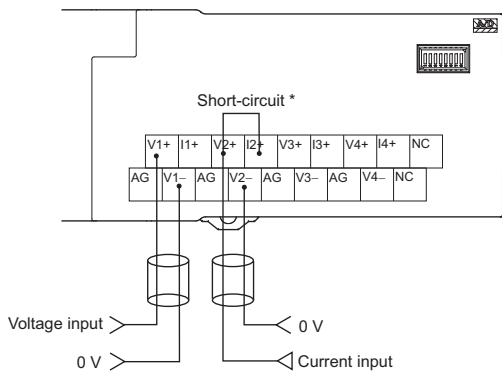 A/D
Short-circuit *
V1+ I1+ V2+ I2+ V3+ I3+ V4+ I4+ NC
AG V1– AG V2– AG V3– AG V4– NC
Voltage input
0 V
0 V
Current input